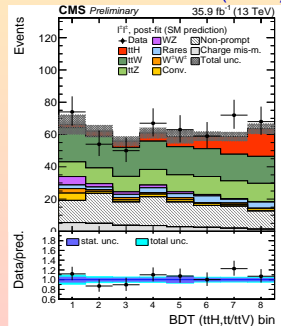 CMS Preliminary 35.9 fb⁻¹ (13 TeV)
Events
l±l±, post-fit (SM prediction)
Data WZ Non-prompt
ttH Rares Charge mis-m.
ttW W±W± Total unc.
ttZ Conv.
120
100
80
60
40
20
0
Data/pred.
stat. unc. total unc.
1.8
1.6
1.4
1.2
1.0
0.8
0.6
1 2 3 4 5 6 7 8
BDT (ttH,tt/ttV) bin